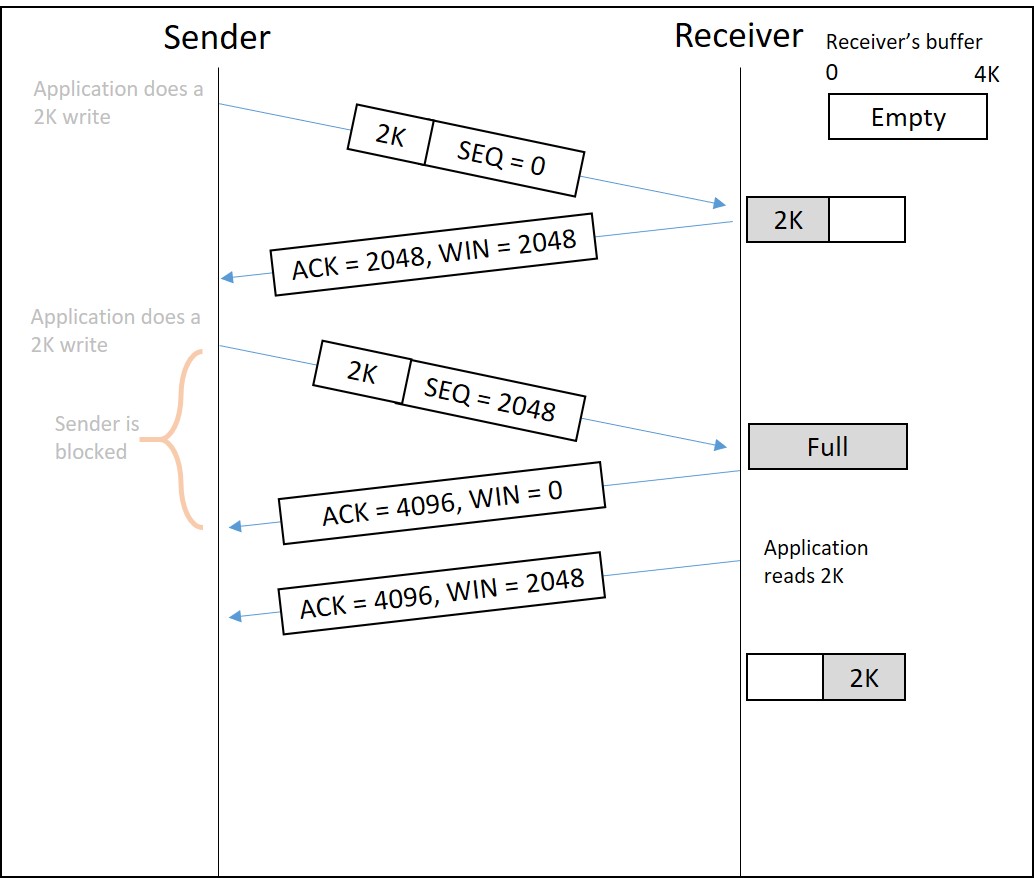 Sender
Receiver
Receiver's buffer
0
4K
Application does a
2K write
2K
SEQ = 0
Empty
2K
ACK = 2048, WIN = 2048
Application does a
2K write
2K
SEQ = 2048
Sender is
blocked
Full
ACK = 4096, WIN = 0
Application
reads 2K
ACK = 4096, WIN = 2048
2K